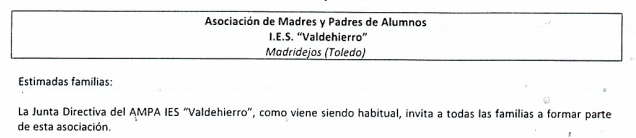 Asociación de Madres y Padres de Alumnos
I.E.S. "Valdehierro"
Madridejos (Toledo)
Estimadas familias:
La Junta Directiva del AMPA IES "Valdehierro", como viene siendo habitual, invita a todas las familias a formar parte
de esta asociación.